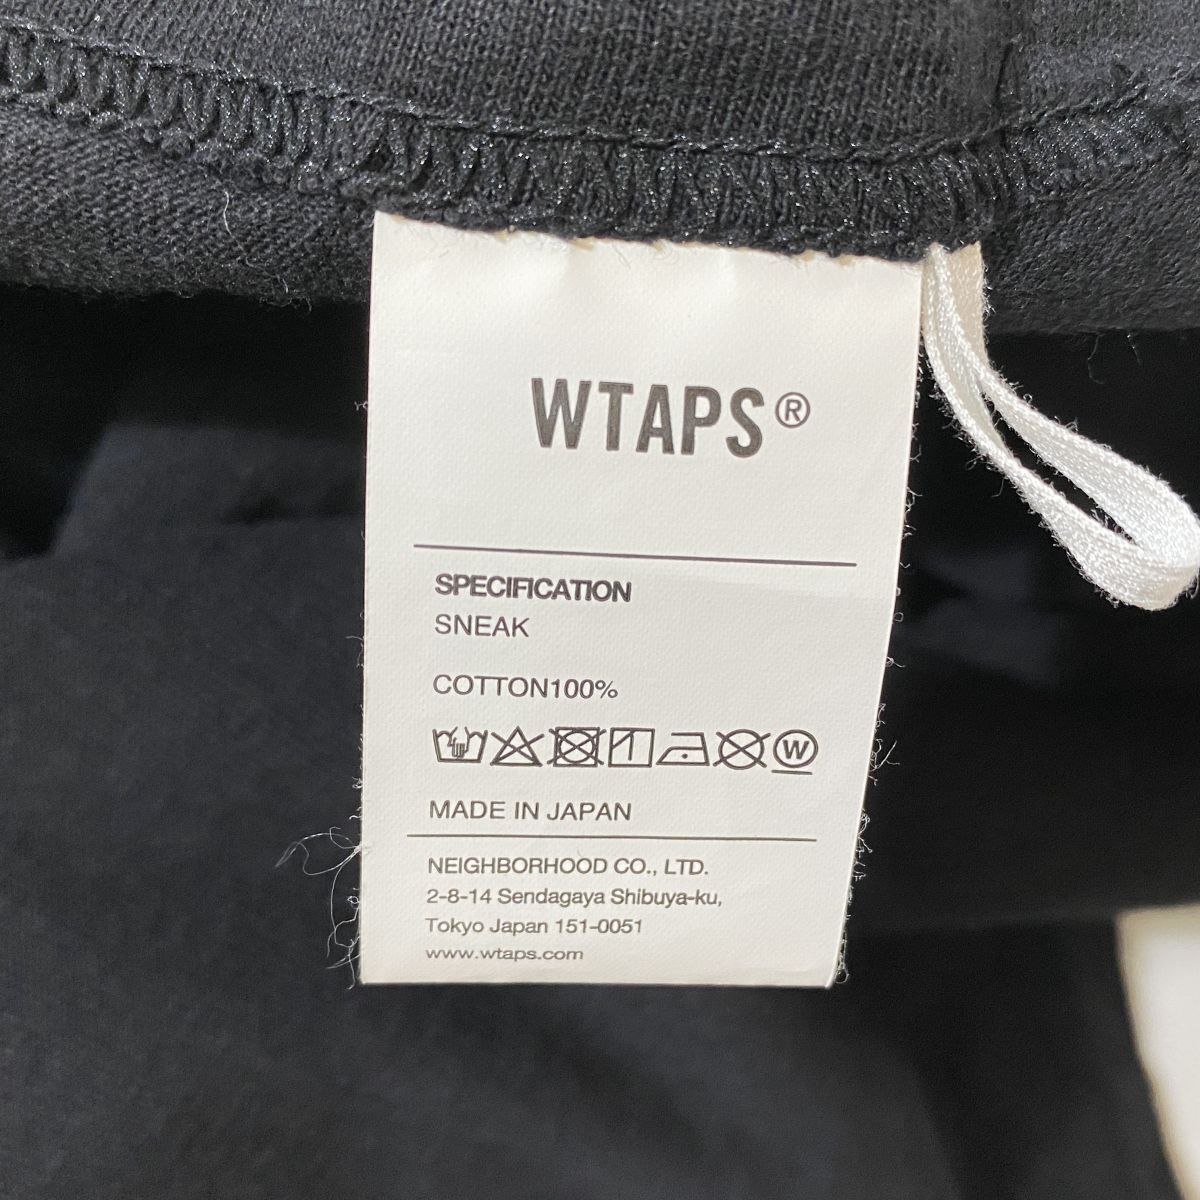 WTAPS®
SPECIFICATION
SNEAK
COTTON100%
W
MADE IN JAPAN
NEIGHBORHOOD CO., LTD.
2-8-14 Sendagaya Shibuya-ku,
Tokyo Japan 151-0051
www.wtaps.com